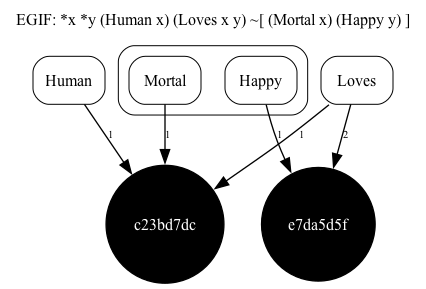 EGIF: *x *y (Human x) (Loves x y) ~[ (Mortal x) (Happy y) ]
Human Mortal Happy Loves
1 1 1 1 2
c23bd7dc e7da5d5f